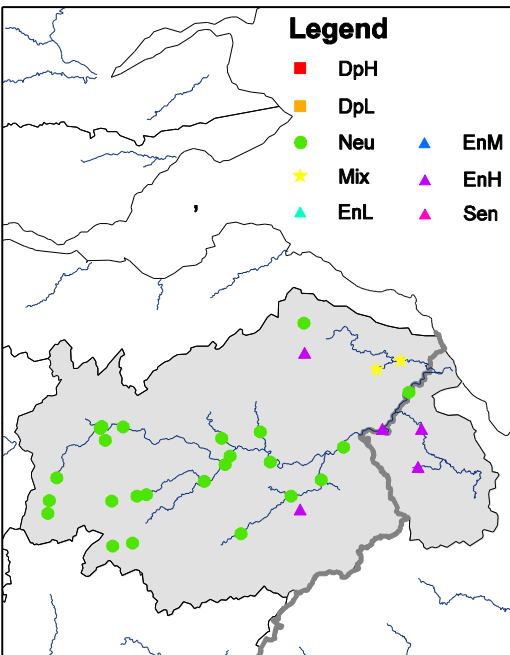 Legend
DpH
DpL
Neu EnM
Mix EnH
EnL Sen
,